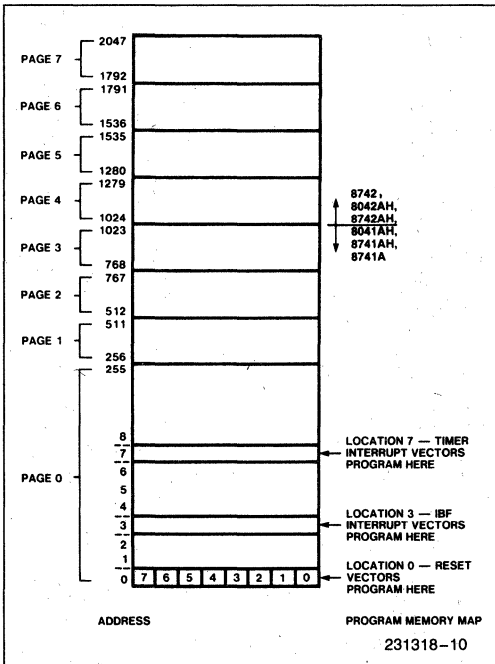 2047
PAGE 7
1792
1791
PAGE 6
1536
1535
PAGE 5
1280
1279
PAGE 4
1024
1023
PAGE 3
768
767
PAGE 2
512
511
PAGE 1
256
255
PAGE 0
8
7
6
5
4
3
2
1
0
7 6 5 4 3 2 1 0
8742,
8042AH,
8742AH,
8041AH,
8741AH,
8741A
LOCATION 7 — TIMER
INTERRUPT VECTORS
PROGRAM HERE
LOCATION 3 — IBF
INTERRUPT VECTORS
PROGRAM HERE
LOCATION 0 — RESET
VECTORS
PROGRAM HERE
ADDRESS
PROGRAM MEMORY MAP
231318–10